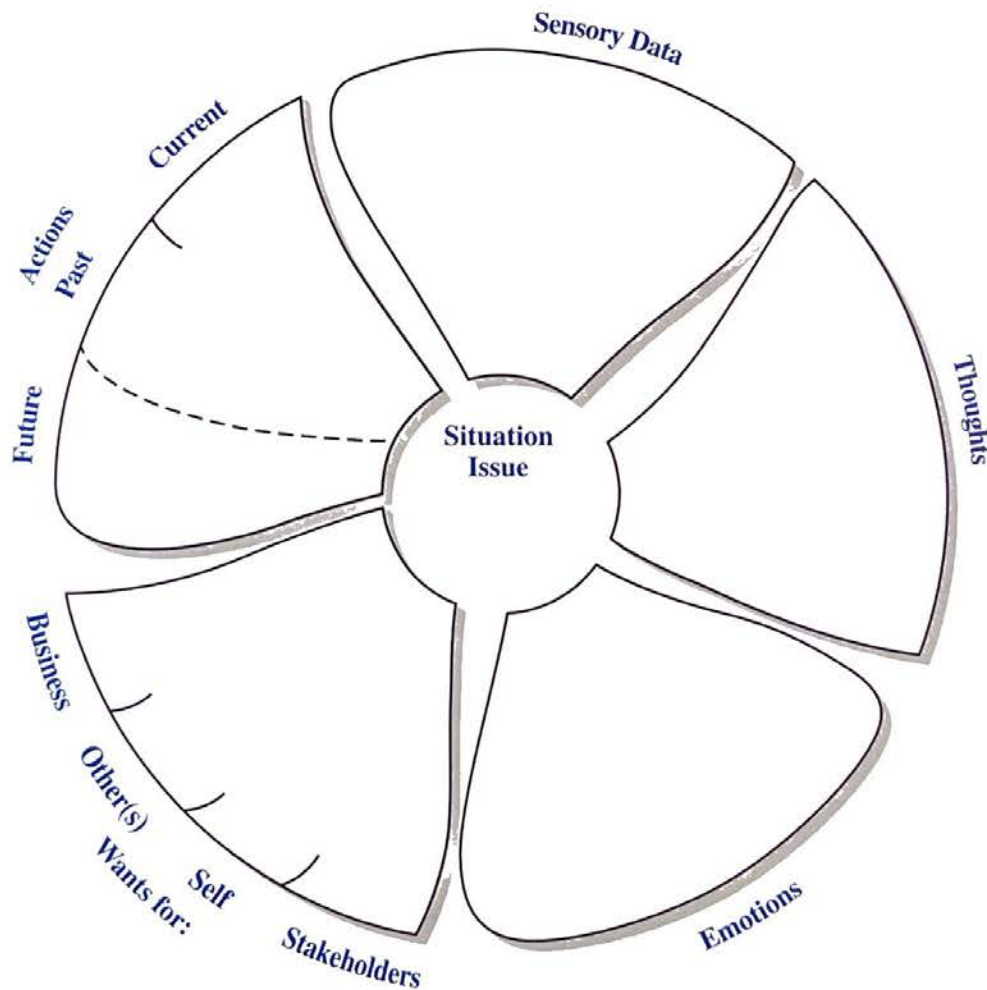 Sensory Data
Current
Actions
Past
Future
Thoughts
Situation
Issue
Business
Other(s)
Wants for:
Self
Stakeholders
Emotions